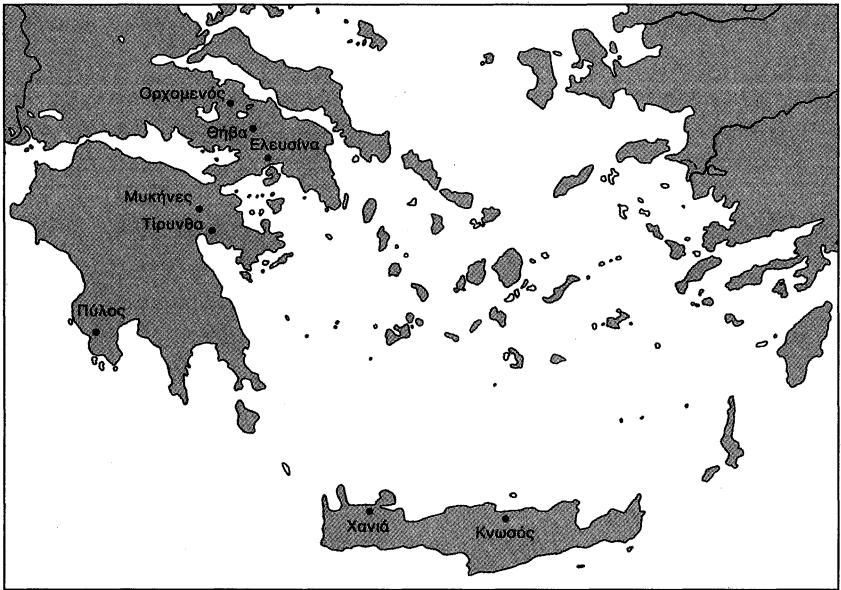 Ορχομενός
Θήβα
Ελευσίνα
Μυκήνες
Τίρυνθα
Πύλος
Χανιά
Κνωσός